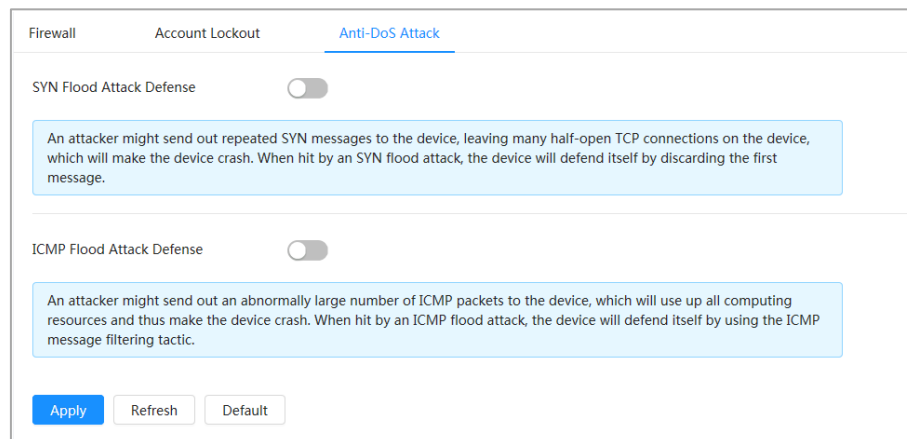 Firewall Account Lockout Anti-DoS Attack
SYN Flood Attack Defense
An attacker might send out repeated SYN messages to the device, leaving many half-open TCP connections on the device,
which will make the device crash. When hit by an SYN flood attack, the device will defend itself by discarding the first
message.
ICMP Flood Attack Defense
An attacker might send out an abnormally large number of ICMP packets to the device, which will use up all computing
resources and thus make the device crash. When hit by an ICMP flood attack, the device will defend itself by using the ICMP
message filtering tactic.
Apply Refresh Default